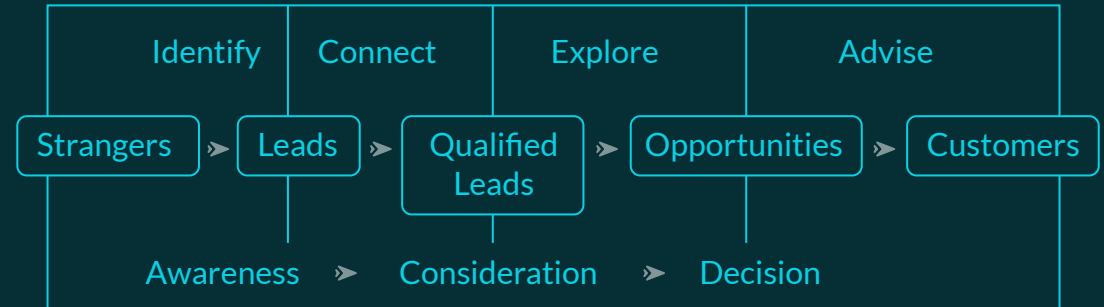 Identify Connect Explore Advise
Strangers Leads Qualified Leads Opportunities Customers
Awareness Consideration Decision